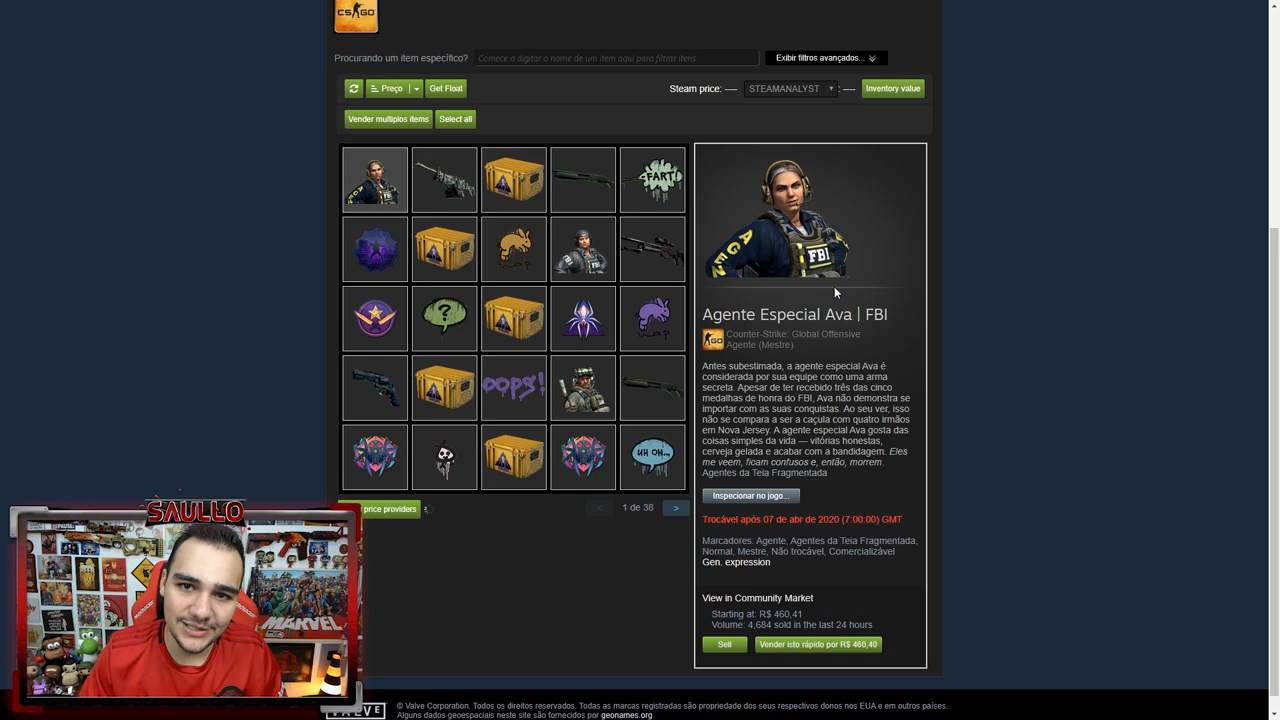 CS:GO
Procurando um item específico?
Comece a digitar o nome de um item aqui para filtrar itens
Exibir filtros avançados...
Preço
Get Float
Steam price: ----
STEAMANALYST
: ----
Inventory value
Vender multiplos items
Select all
FART!
FBI
Agente Especial Ava | FBI
Counter-Strike: Global Offensive
Agente (Mestre)
Antes subestimada, a agente especial Ava é
considerada por sua equipe como uma arma
secreta. Apesar de ter recebido três das cinco
medalhas de honra do FBI, Ava não demonstra se
importar com as suas conquistas. Ao seu ver, isso
não se compara a ser a caçula com quatro irmãos
em Nova Jersey. A agente especial Ava gosta das
coisas simples da vida — vitórias honestas,
cerveja gelada e acabar com a bandidagem. Eles
me veem, ficam confusos e, então, morrem.
Agentes da Teia Fragmentada
OOPS!
UH OH...
Inspecionar no jogo...
price providers
1 de 38
Trocável após 07 de abr de 2020 (7:00:00) GMT
Marcadores: Agente, Agentes da Teia Fragmentada,
Normal, Mestre, Não trocável, Comercializável
Gen. expression
View in Community Market
Starting at: R$ 460,41
Volume: 4,684 sold in the last 24 hours
Sell
Vender isto rápido por R$ 460,40
SAULLO
MARVEL
VALVE
© Valve Corporation. Todos os direitos reservados. Todas as marcas registradas são propriedade dos seus respectivos donos nos EUA e em outros países.
Alguns dados geoespaciais neste site são fornecidos por geonames.org.